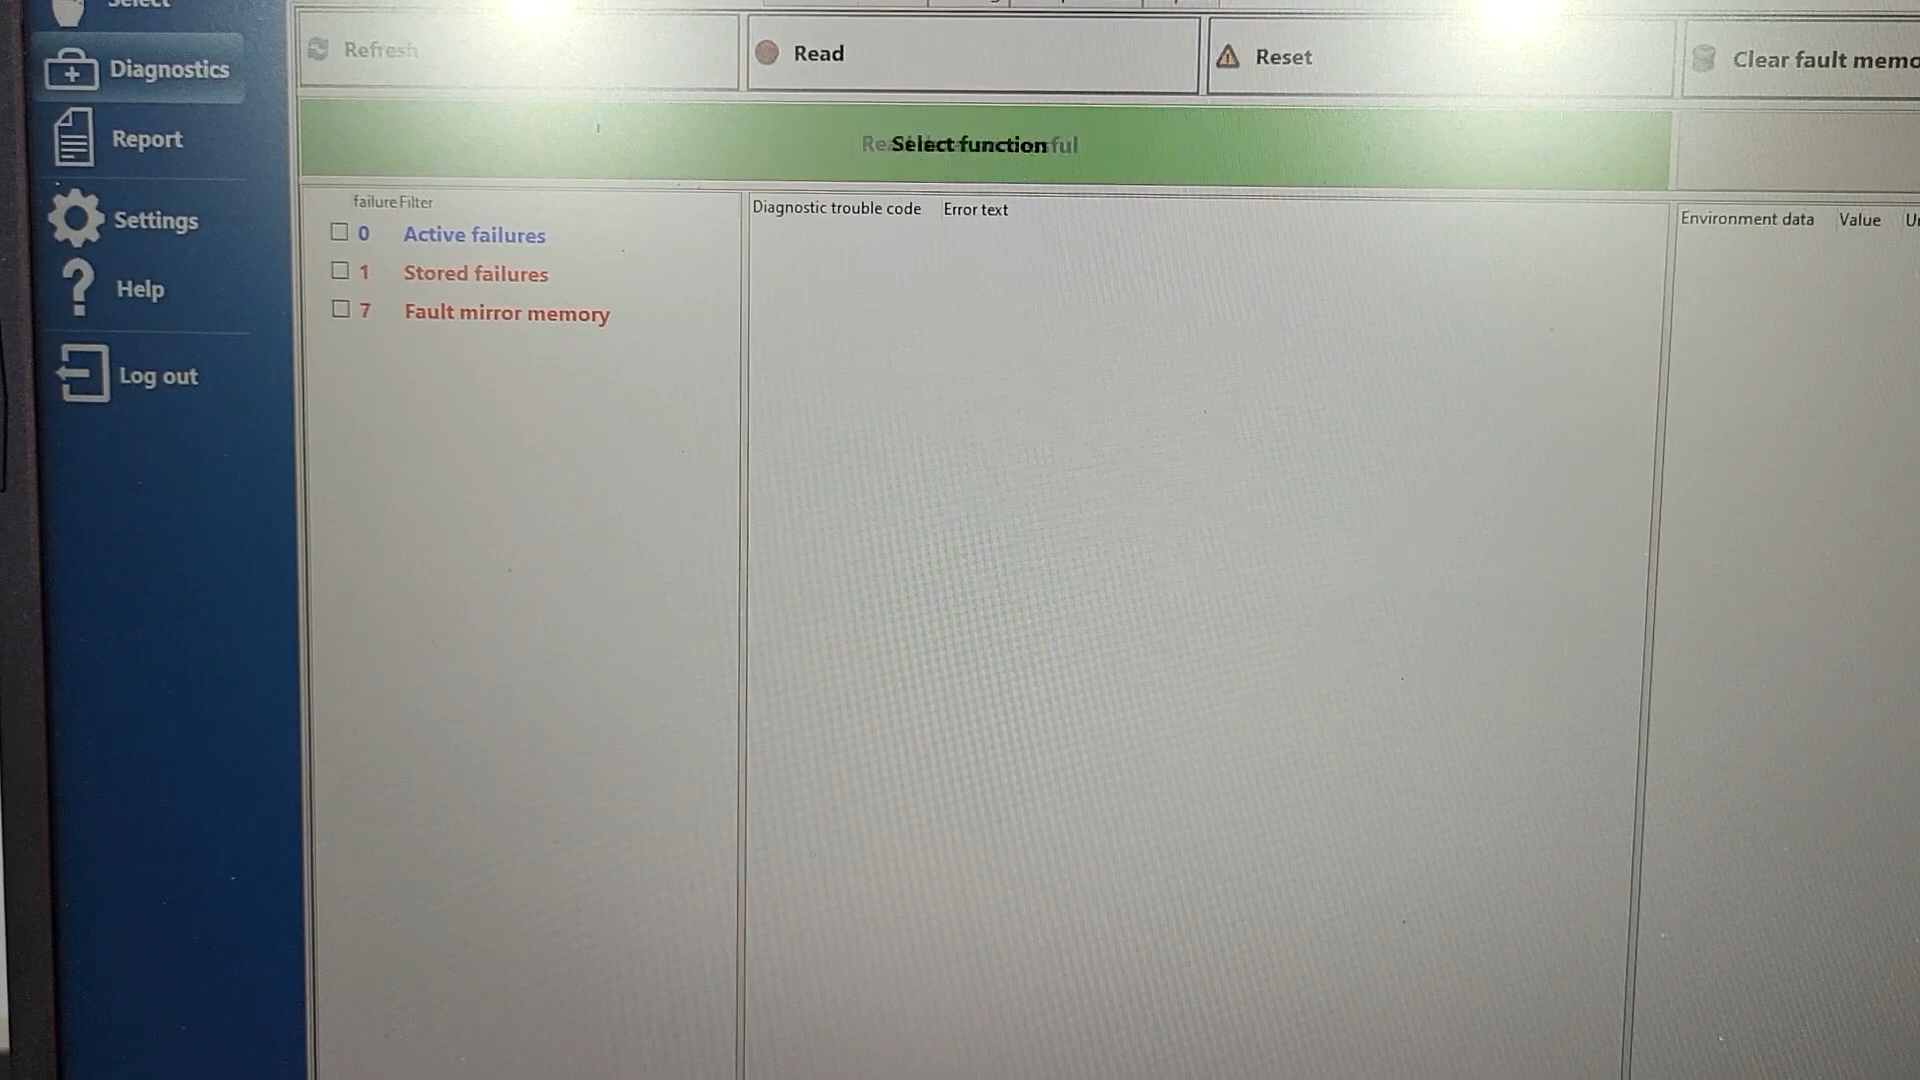 Select
Diagnostics
Report
Settings
Help
Log out
Refresh
Read
Reset
Clear fault memo
Select function
failure Filter
0 Active failures
1 Stored failures
7 Fault mirror memory
Diagnostic trouble code Error text
Environment data Value